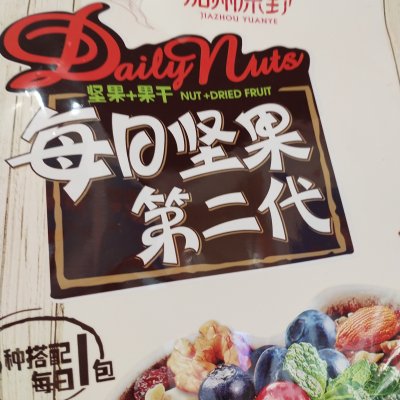 JIAZHOU YUANYE
Daily Nuts
坚果+果干 NUT+DRIED FRUIT
每日坚果
第二代
种搭配
每日1包